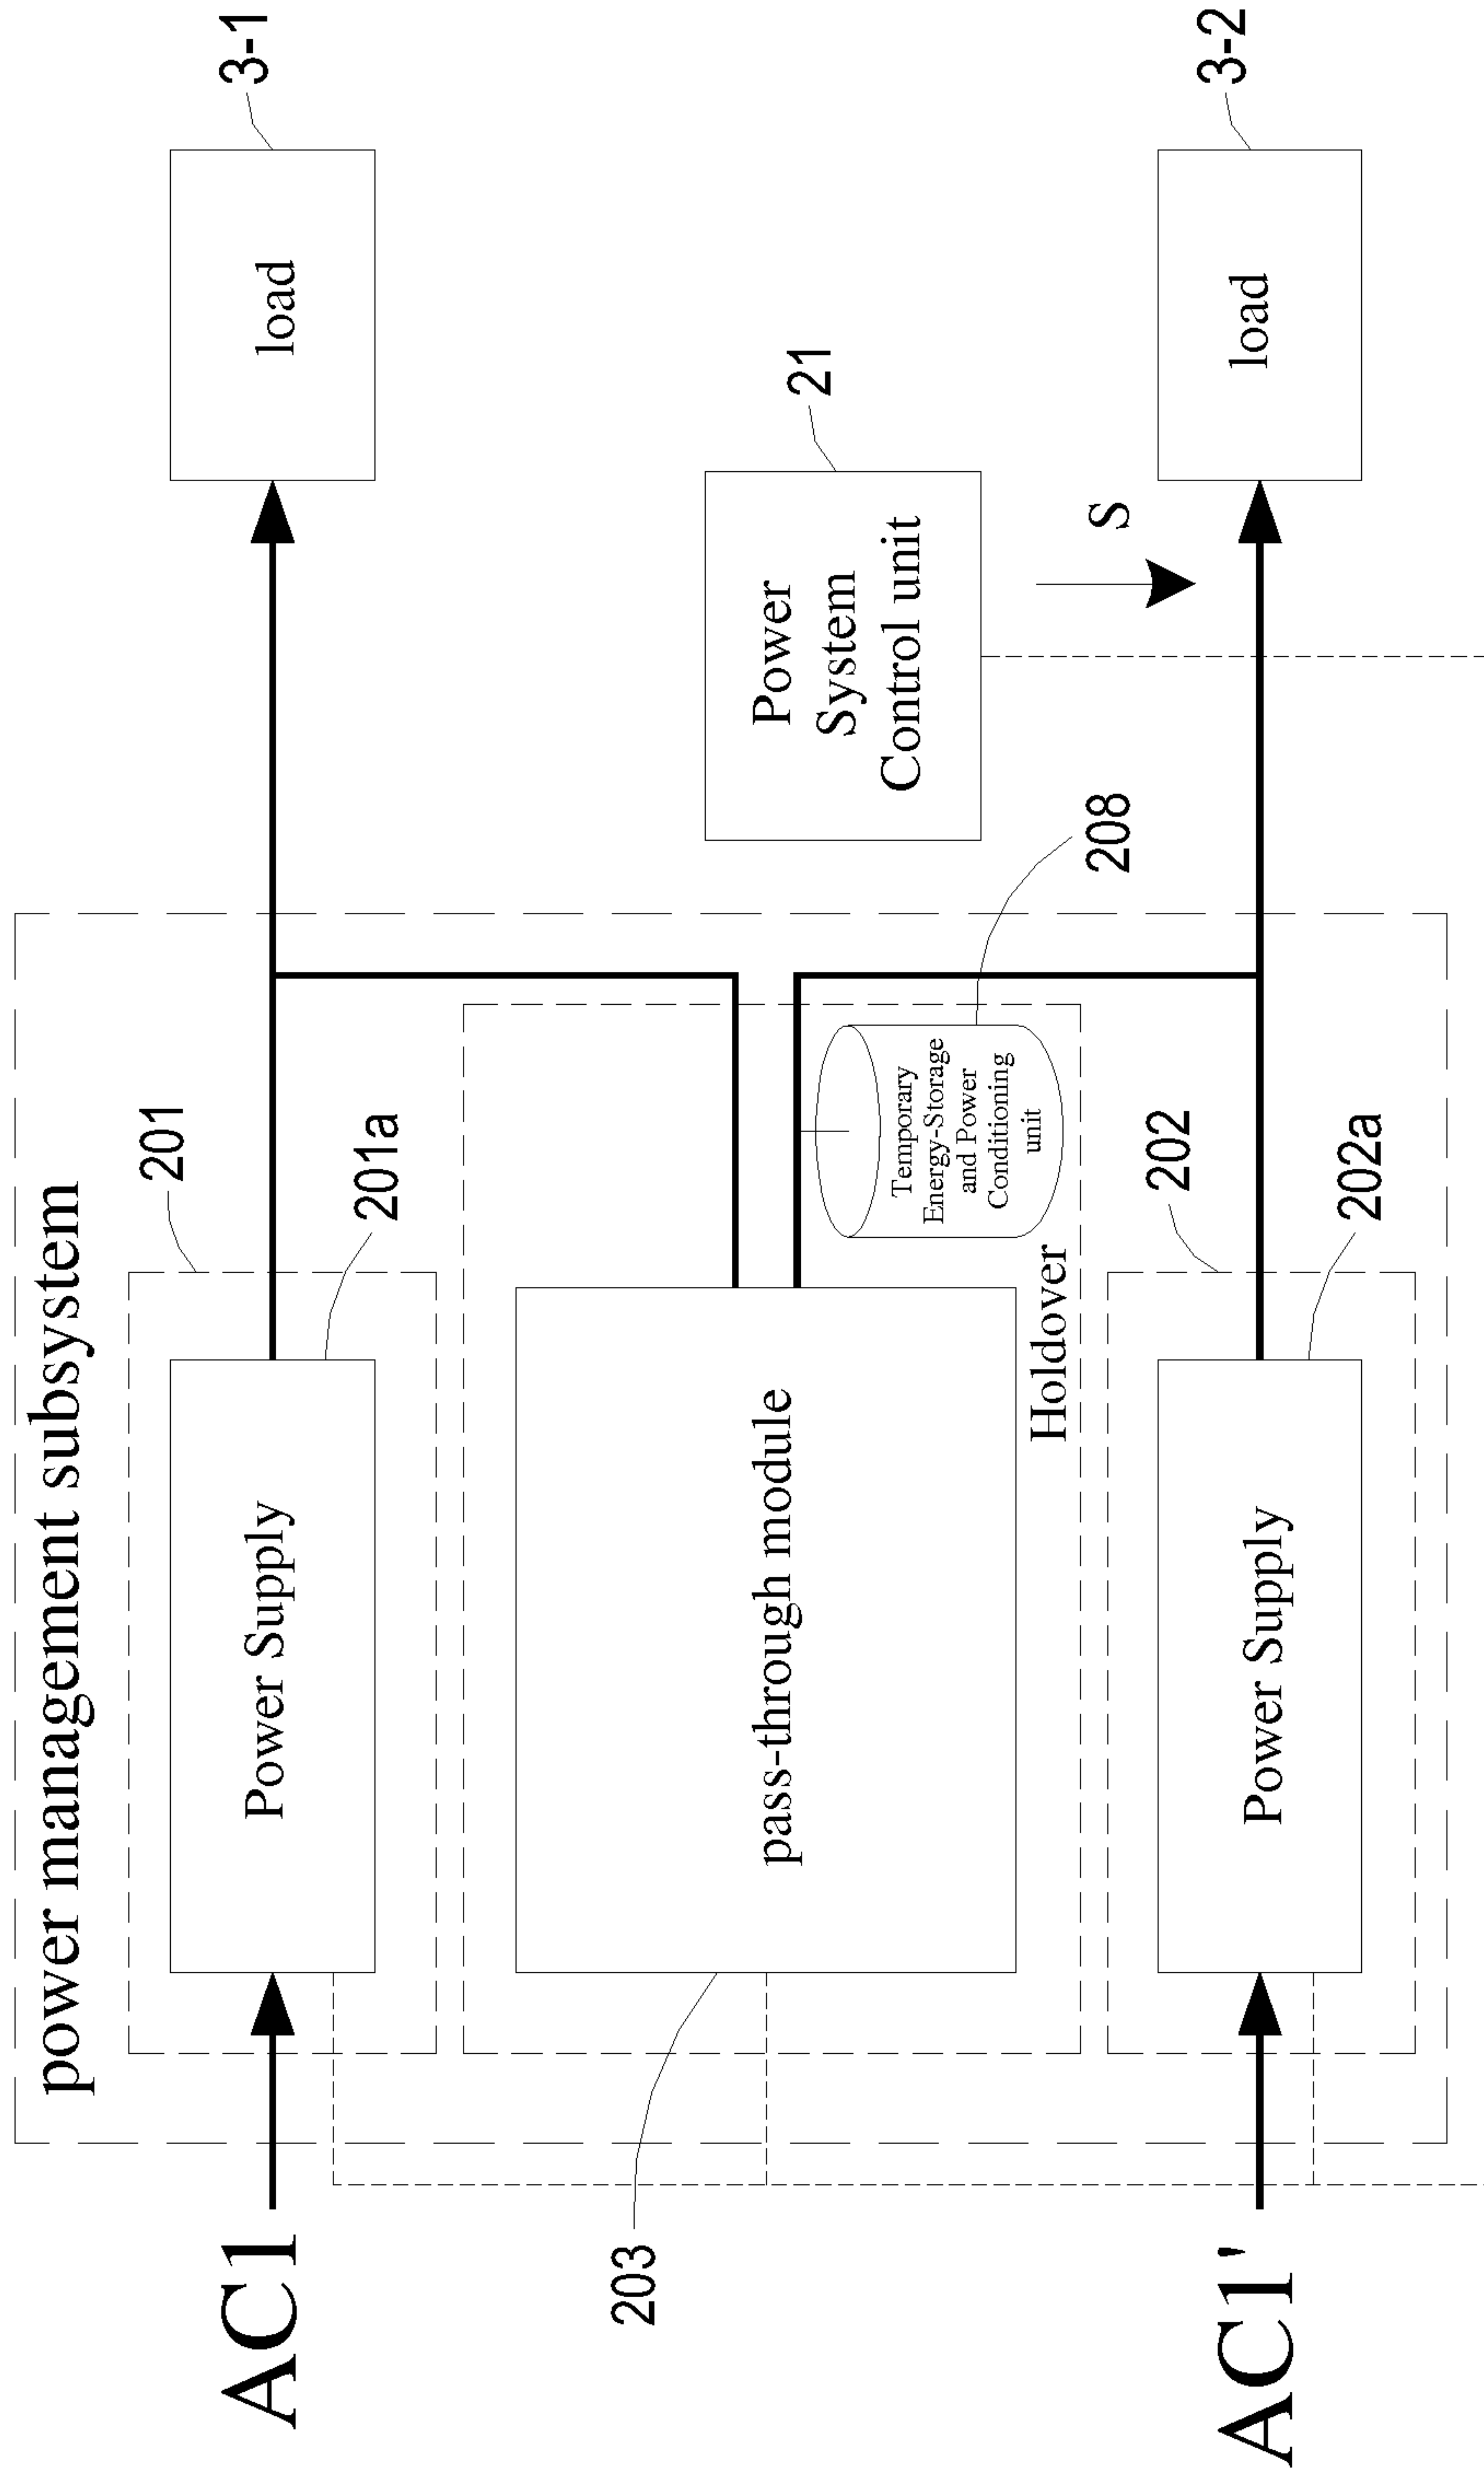 power management subsystem
201
201a
AC1
Power Supply
load
3-1
203
pass-through module
Holdover
Temporary
Energy-Storage
and Power
Conditioning
unit
208
Power
System
Control unit
21
S
202
202a
AC1'
Power Supply
load
3-2